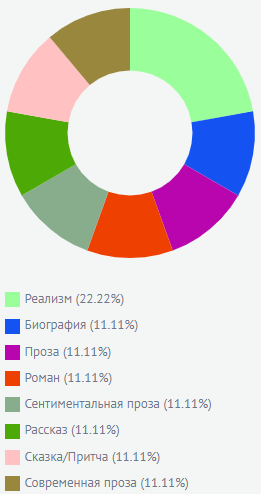 Реализм (22.22%)
Биография (11.11%)
Проза (11.11%)
Роман (11.11%)
Сентиментальная проза (11.11%)
Рассказ (11.11%)
Сказка/Притча (11.11%)
Современная проза (11.11%)